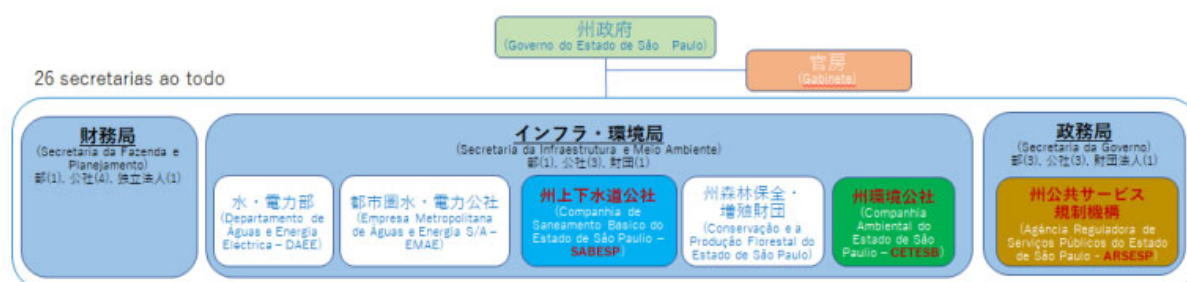 州政府
(Governo do Estado de São Paulo)
官房
(Gabinete)
26 secretarias ao todo
財務局
(Secretaria da Fazenda e
Planejamento)
部(1), 公社(4), 独立法人(1)
インフラ・環境局
(Secretaria da Infraestrutura e Meio Ambiente)
部(1), 公社(3), 財団(1)
水・電力部
(Departamento de
Águas e Energia
Electrica – DAEE)
都市圏水・電力公社
(Empresa Metropolitana
de Águas e Energia S/A –
EMAE)
州上下水道公社
(Companhia de
Saneamento Basico do
Estado de São Paulo –
SABESP)
州森林保全・
増殖財団
(Conservação e a
Produção Florestal do
Estado de São Paulo)
州環境公社
(Companhia
Ambiental do
Estado de São
Paulo – CETESB)
政務局
(Secretaria da Governo)
部(3), 公社(3), 財団法人(1)
州公共サービス
規制機構
(Agência Reguladora de
Serviços Públicos do Estado
de São Paulo - ARSESP)